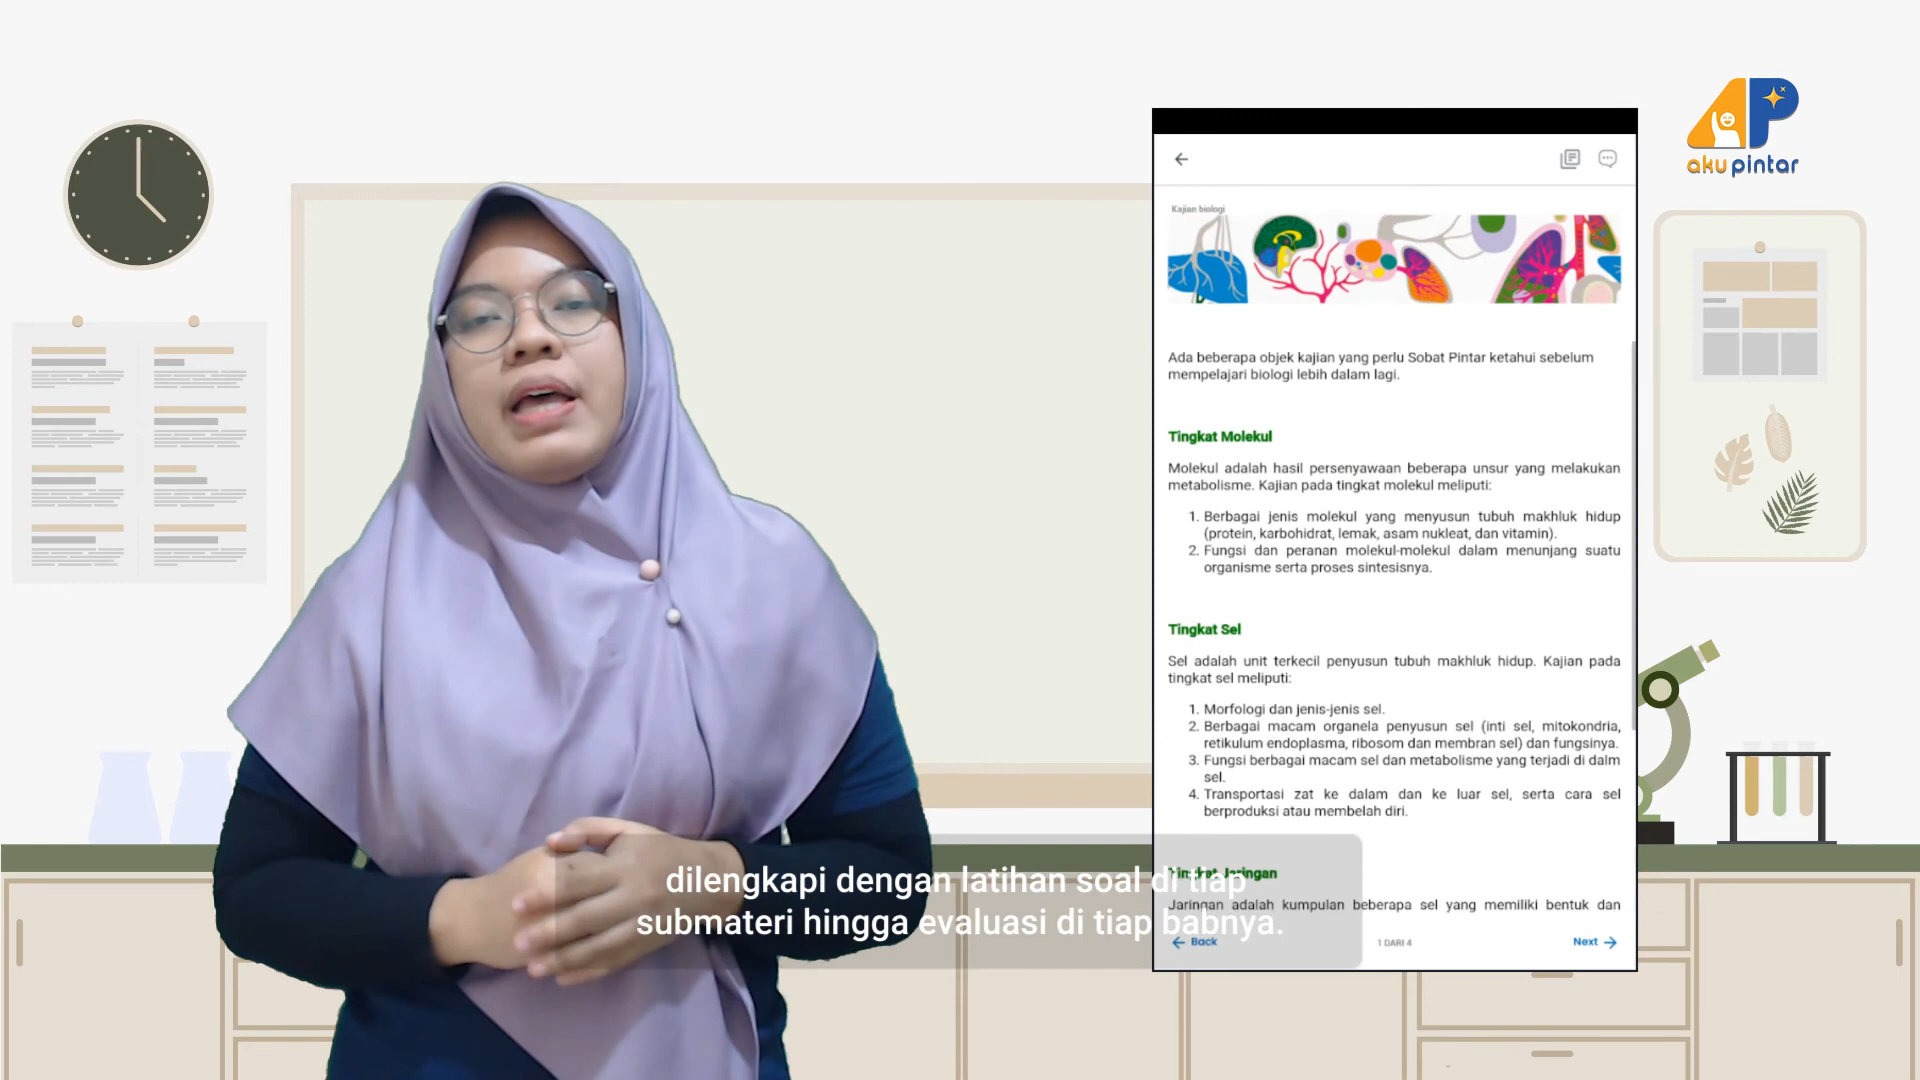 aku pintar
Kajian biologi
Ada beberapa objek kajian yang perlu Sobat Pintar ketahui sebelum
mempelajari biologi lebih dalam lagi.
Tingkat Molekul
Molekul adalah hasil persenyawaan beberapa unsur yang melakukan
metabolisme. Kajian pada tingkat molekul meliputi:
1. Berbagai jenis molekul yang menyusun tubuh makhluk hidup
(protein, karbohidrat, lemak, asam nukleat, dan vitamin).
2. Fungsi dan peranan molekul-molekul dalam menunjang suatu
organisme serta proses sintesisnya.
Tingkat Sel
Sel adalah unit terkecil penyusun tubuh makhluk hidup. Kajian pada
tingkat sel meliputi:
1. Morfologi dan jenis-jenis sel.
2. Berbagai macam organela penyusun sel (inti sel, mitokondria,
retikulum endoplasma, ribosom dan membran sel) dan fungsinya.
3. Fungsi berbagai macam sel dan metabolisme yang terjadi di dalm
sel.
4. Transportasi zat ke dalam dan ke luar sel, serta cara sel
berproduksi atau membelah diri.
Tingkat Jaringan
Jaringan adalah kumpulan beberapa sel yang memiliki bentuk dan
Back
1 DARI 4
Next
dilengkapi dengan latihan soal di tiap
submateri hingga evaluasi di tiap babnya.